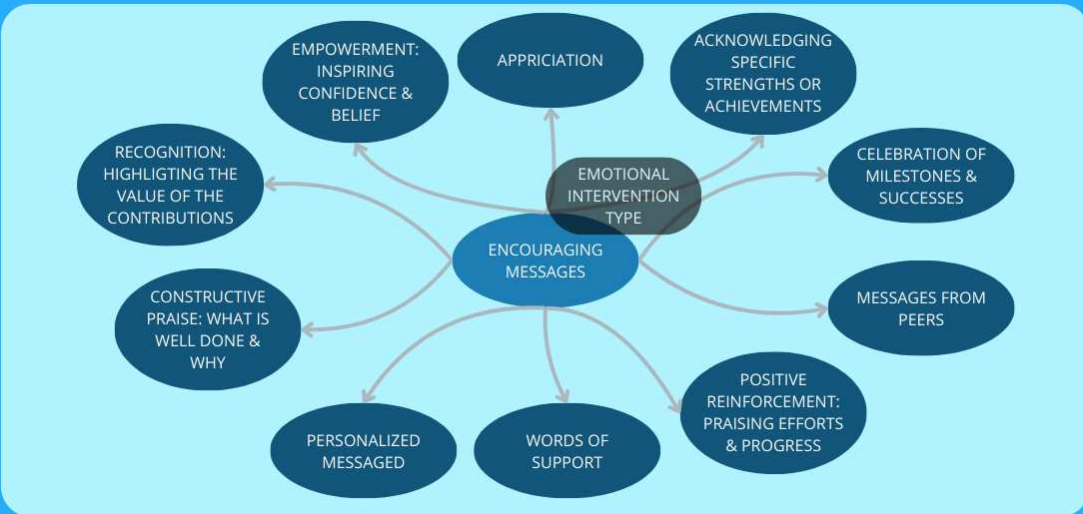 EMPOWERMENT:
INSPIRING
CONFIDENCE &
BELIEF
APPRICIATION
ACKNOWLEDGING
SPECIFIC
STRENGTHS OR
ACHIEVEMENTS
RECOGNITION:
HIGHLIGTING THE
VALUE OF THE
CONTRIBUTIONS
EMOTIONAL
INTERVENTION
TYPE
CELEBRATION OF
MILESTONES &
SUCCESSES
ENCOURAGING
MESSAGES
CONSTRUCTIVE
PRAISE: WHAT IS
WELL DONE &
WHY
MESSAGES FROM
PEERS
PERSONALIZED
MESSAGED
WORDS OF
SUPPORT
POSITIVE
REINFORCEMENT:
PRAISING EFFORTS
& PROGRESS